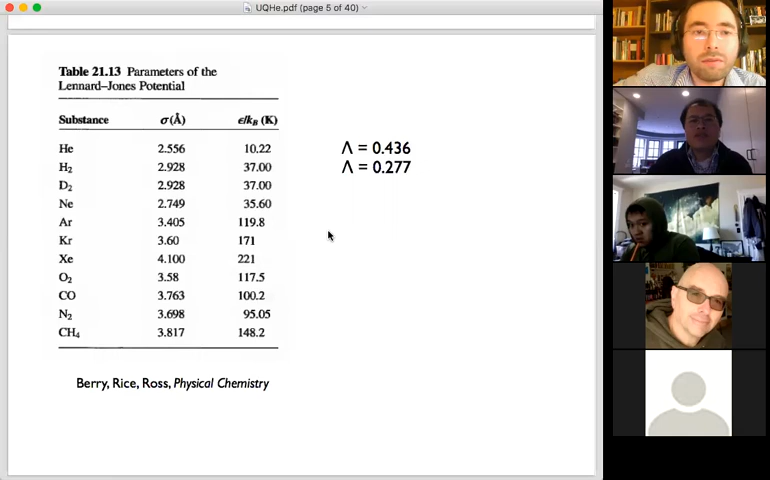 UQHe.pdf (page 5 of 40)
Table 21.13 Parameters of the
Lennard–Jones Potential
Substance σ(Å) ϵ/k_B (K)
He 2.556 10.22
H₂ 2.928 37.00
D₂ 2.928 37.00
Ne 2.749 35.60
Ar 3.405 119.8
Kr 3.60 171
Xe 4.100 221
O₂ 3.58 117.5
CO 3.763 100.2
N₂ 3.698 95.05
CH₄ 3.817 148.2
Λ = 0.436
Λ = 0.277
Berry, Rice, Ross, Physical Chemistry